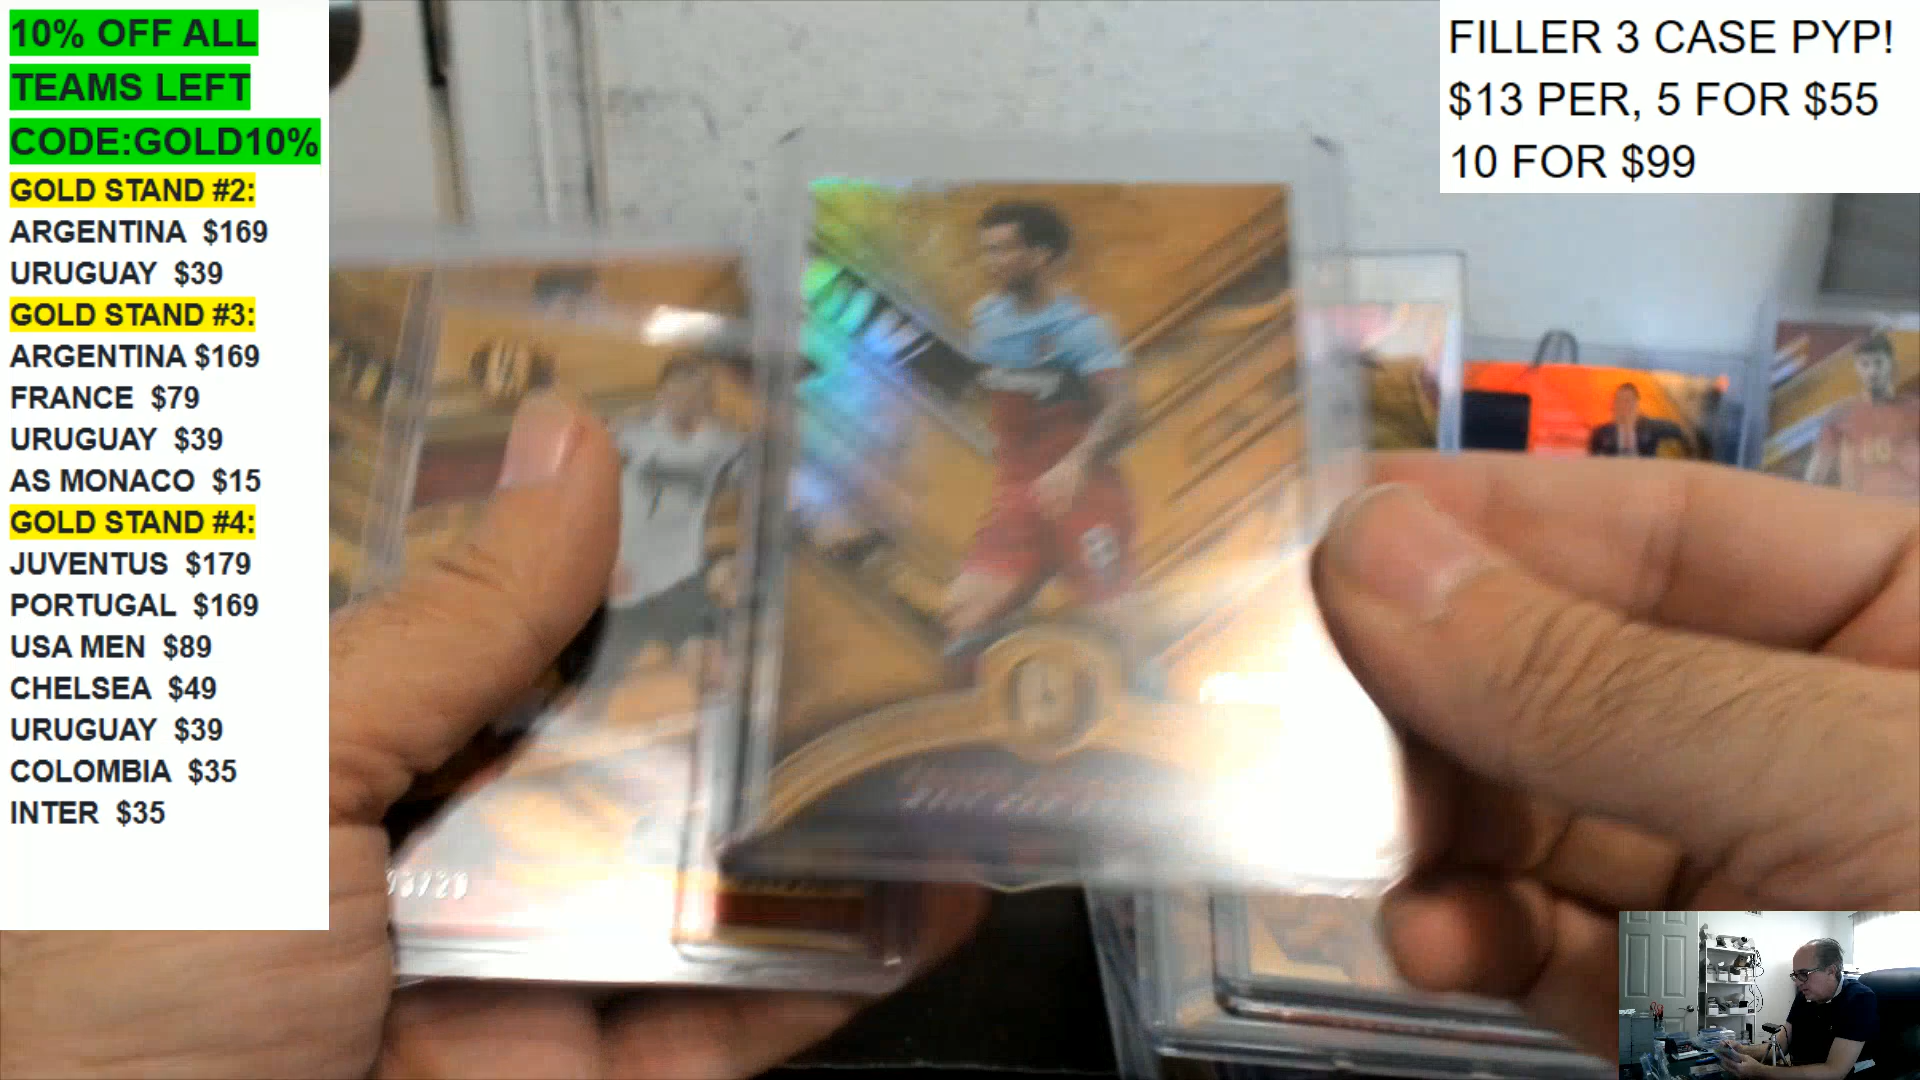 10% OFF ALL
TEAMS LEFT
CODE:GOLD10%
GOLD STAND #2:
ARGENTINA $169
URUGUAY $39
GOLD STAND #3:
ARGENTINA $169
FRANCE $79
URUGUAY $39
AS MONACO $15
GOLD STAND #4:
JUVENTUS $179
PORTUGAL $169
USA MEN $89
CHELSEA $49
URUGUAY $39
COLOMBIA $35
INTER $35
FILLER 3 CASE PYP!
$13 PER, 5 FOR $55
10 FOR $99